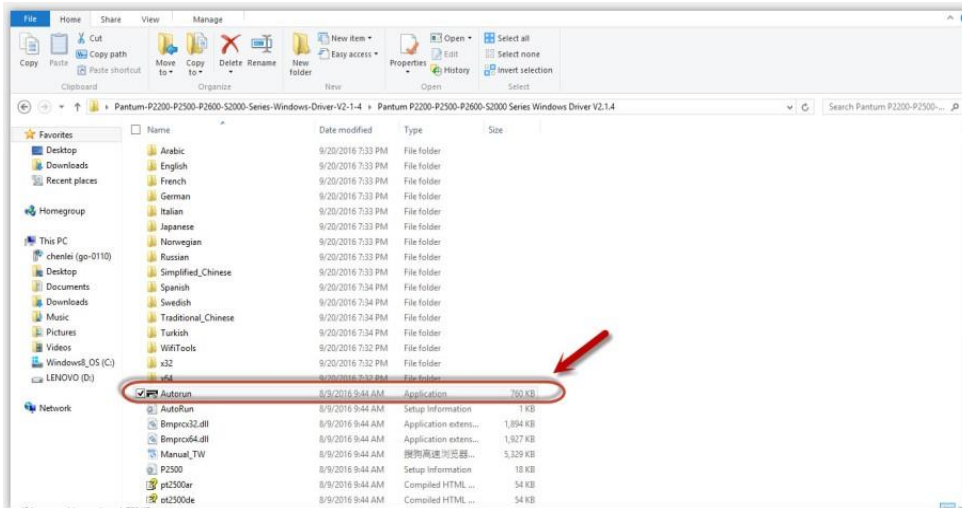 File Home Share View Manage
Cut
Copy path
Paste shortcut
Copy Paste
Clipboard
Move to
Copy to
Delete Rename
Organize
New folder
New item
Easy access
New
Properties
Open
Edit
History
Open
Select all
Select none
Invert selection
Select
Pantum-P2200-P2500-P2600-S2000-Series-Windows-Driver-V2-1-4 Pantum P2200-P2500-P2600-S2000 Series Windows Driver V2.1.4
Search Pantum P2200-P2500-...
Favorites
Desktop
Downloads
Recent places
Homegroup
This PC
chenlei (go-0110)
Desktop
Documents
Downloads
Music
Pictures
Videos
Windows8_OS (C:)
LENOVO (D:)
Network
Name Date modified Type Size
Arabic 9/20/2016 7:33 PM File folder
English 9/20/2016 7:33 PM File folder
French 9/20/2016 7:33 PM File folder
German 9/20/2016 7:33 PM File folder
Italian 9/20/2016 7:33 PM File folder
Japanese 9/20/2016 7:33 PM File folder
Norwegian 9/20/2016 7:33 PM File folder
Russian 9/20/2016 7:33 PM File folder
Simplified_Chinese 9/20/2016 7:33 PM File folder
Spanish 9/20/2016 7:34 PM File folder
Swedish 9/20/2016 7:34 PM File folder
Traditional_Chinese 9/20/2016 7:34 PM File folder
Turkish 9/20/2016 7:34 PM File folder
WifiTools 9/20/2016 7:32 PM File folder
x32 9/20/2016 7:32 PM File folder
x64 9/20/2016 7:32 PM File folder
Autorun 8/9/2016 9:44 AM Application 760 KB
AutoRun 8/9/2016 9:44 AM Setup Information 1 KB
Bmprcx32.dll 8/9/2016 9:44 AM Application extens... 1,894 KB
Bmprcx64.dll 8/9/2016 9:44 AM Application extens... 1,927 KB
Manual_TW 8/9/2016 9:44 AM 搜狗高速浏览器... 5,329 KB
P2500 8/9/2016 9:44 AM Setup Information 18 KB
pt2500ar 8/9/2016 9:44 AM Compiled HTML ... 54 KB
pt2500de 8/9/2016 9:44 AM Compiled HTML ... 54 KB